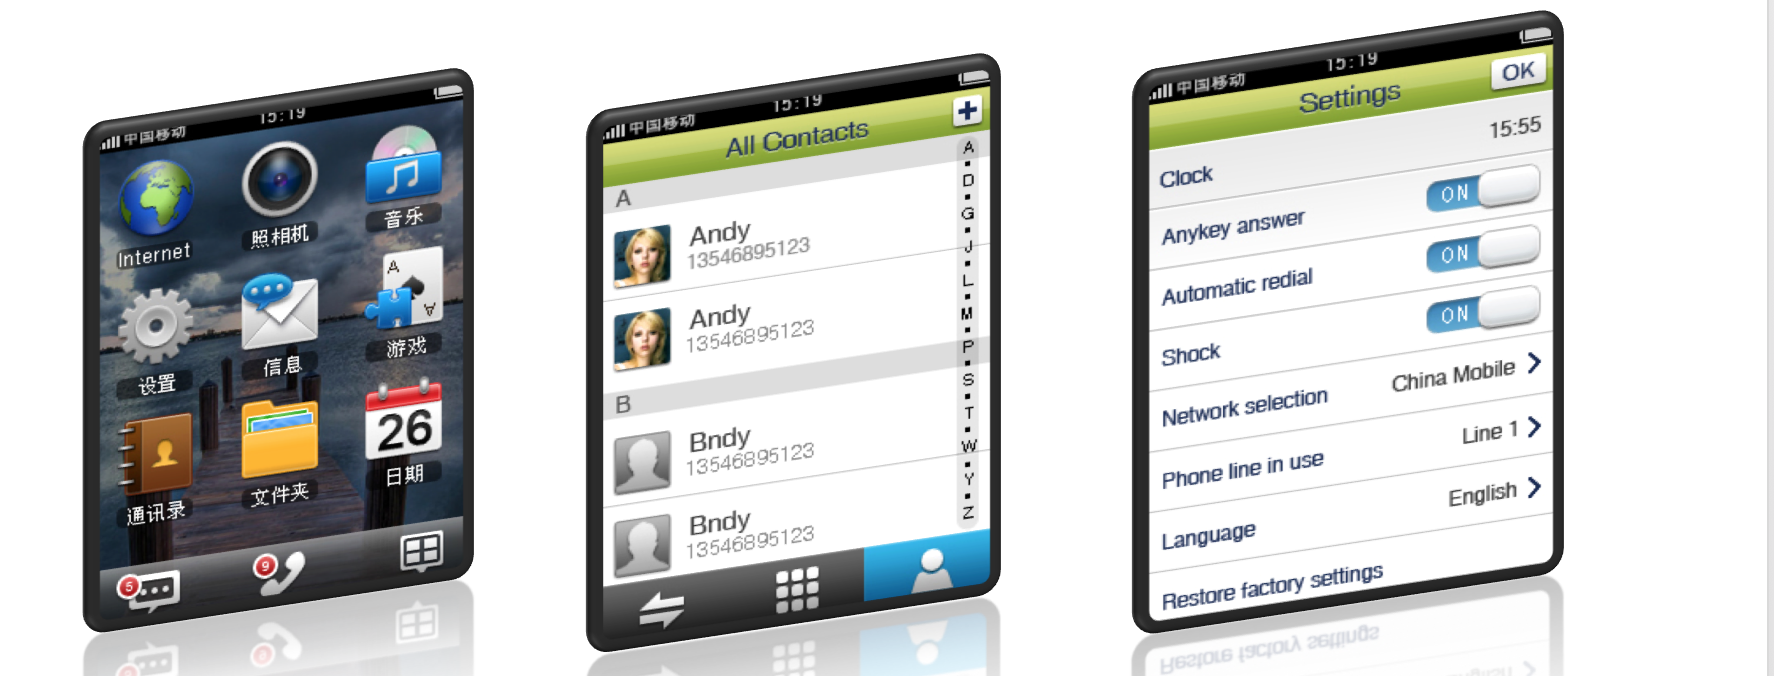 中国移动 15:19
Internet 照相机 音乐
设置 信息 游戏
A
A
26
通讯录 文件夹 日期
5 9
中国移动 15:19
All Contacts +
A
Andy
13546895123
Andy
13546895123
B
Bndy
13546895123
Bndy
13546895123
A
D
G
J
L
M
P
S
T
W
Y
Z
中国移动 15:19
Settings OK
Clock 15:55
Anykey answer ON
Automatic redial ON
Shock ON
Network selection China Mobile
Phone line in use Line 1
Language English
Restore factory settings